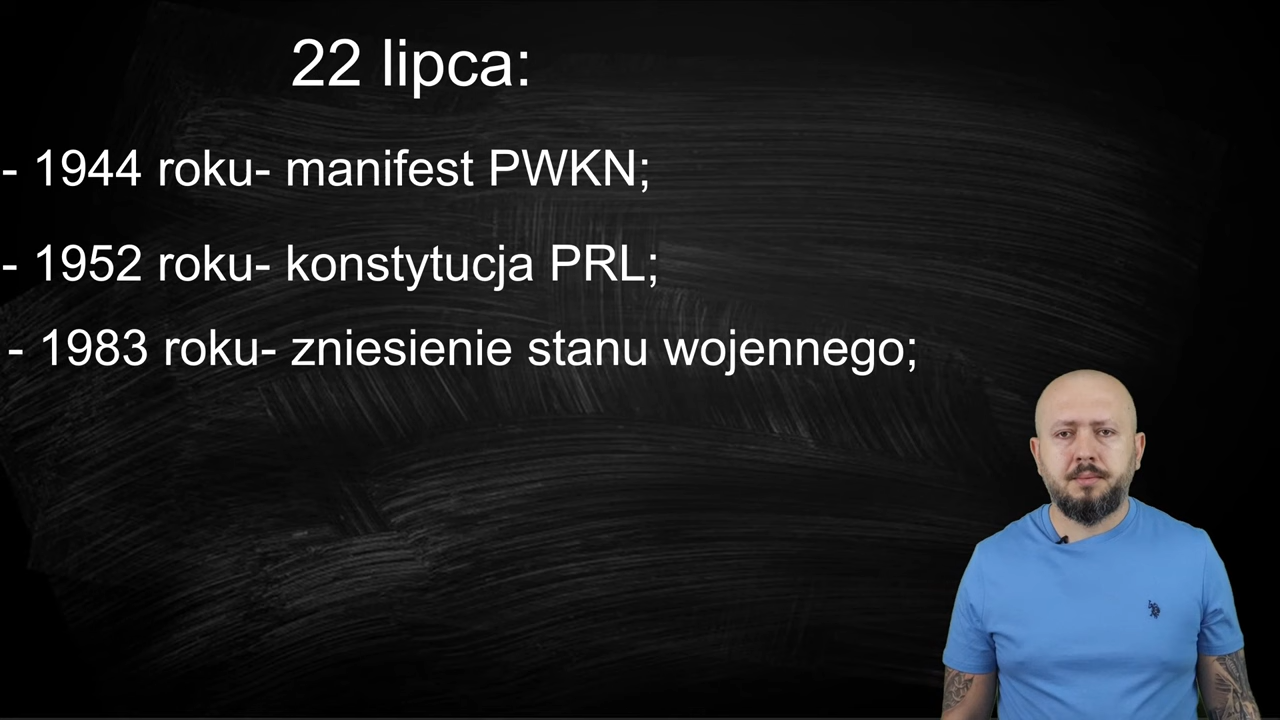 22 lipca:
- 1944 roku- manifest PWKN;
- 1952 roku- konstytucja PRL;
- 1983 roku- zniesienie stanu wojennego;